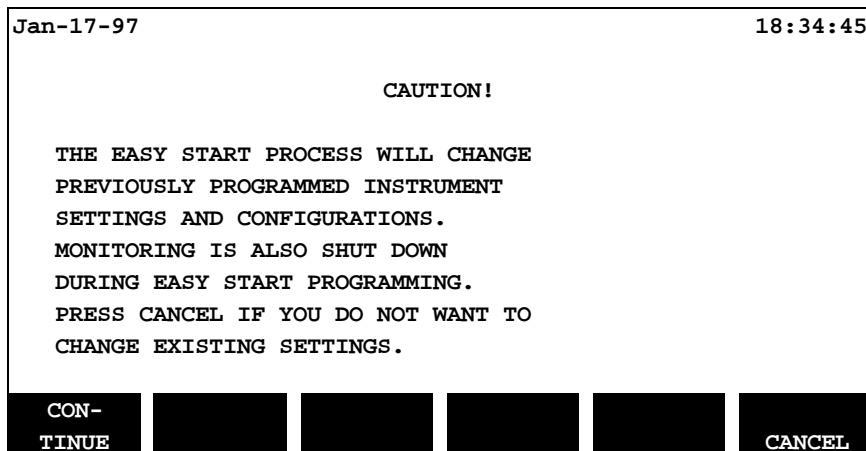 Jan-17-97 18:34:45
CAUTION!
THE EASY START PROCESS WILL CHANGE
PREVIOUSLY PROGRAMMED INSTRUMENT
SETTINGS AND CONFIGURATIONS.
MONITORING IS ALSO SHUT DOWN
DURING EASY START PROGRAMMING.
PRESS CANCEL IF YOU DO NOT WANT TO
CHANGE EXISTING SETTINGS.
CON-
TINUE CANCEL